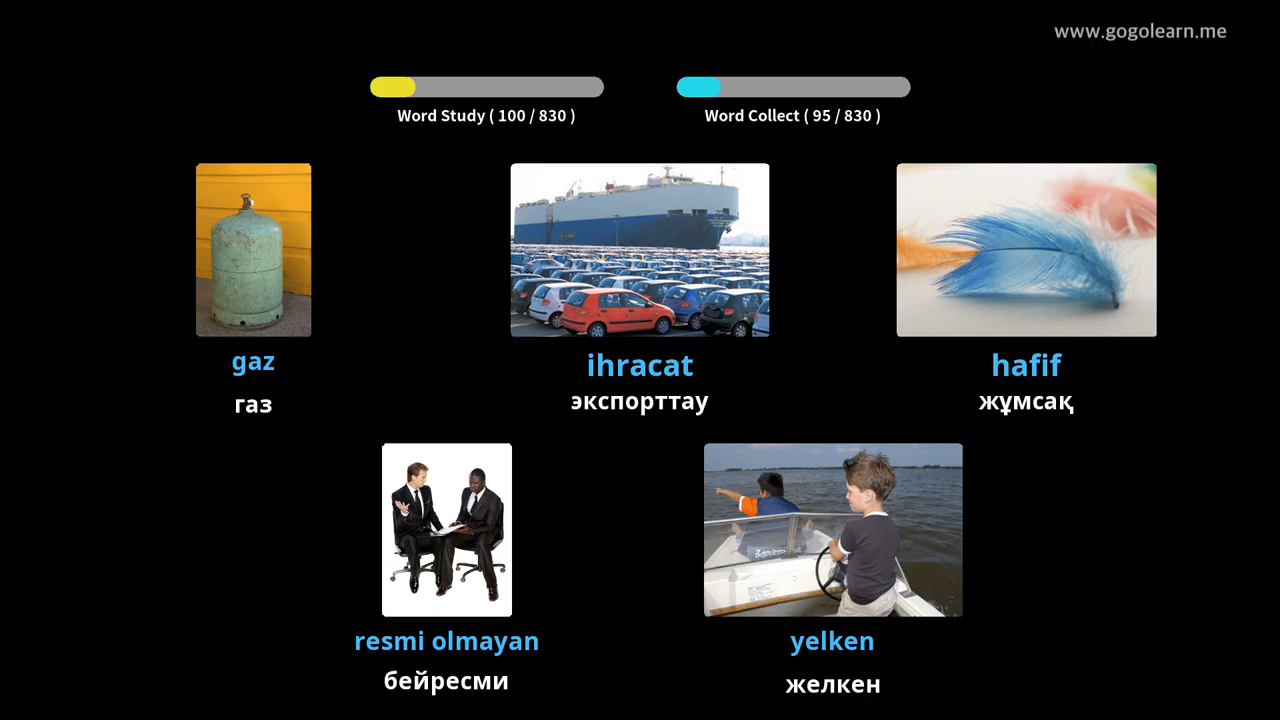 www.gogolearn.me
Word Study ( 100 / 830 )
Word Collect ( 95 / 830 )
gaz
газ
ihracat
экспорттау
hafif
жұмсақ
resmi olmayan
бейресми
yelken
желкен